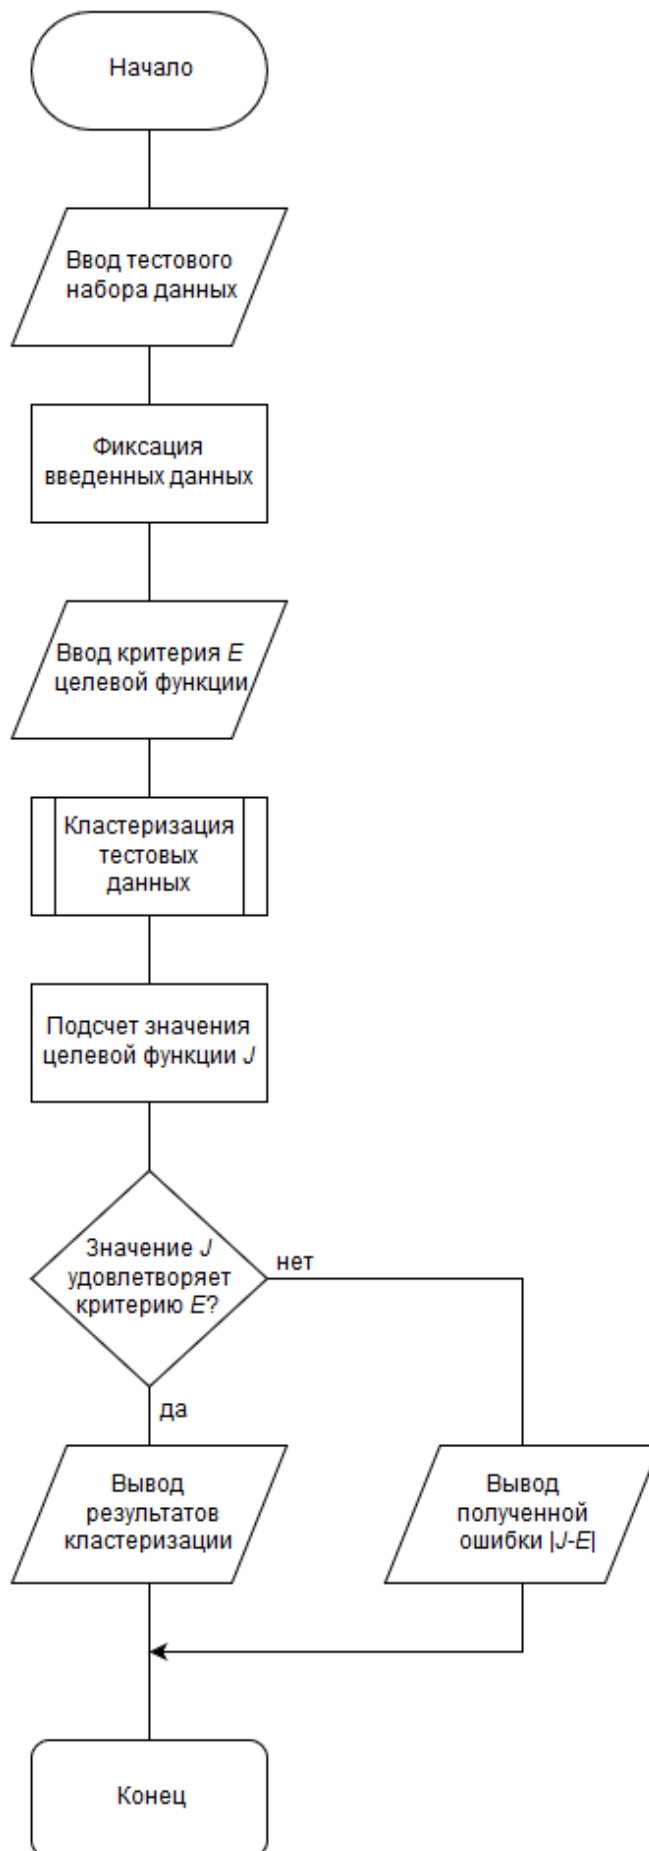 Начало
Ввод тестового
набора данных
Фиксация
введенных данных
Ввод критерия E
целевой функции
Кластеризация
тестовых
данных
Подсчет значения
целевой функции J
Значение J
удовлетворяет
критерию E?
нет
да
Вывод
результатов
кластеризации
Вывод
полученной
ошибки |J-E|
Конец